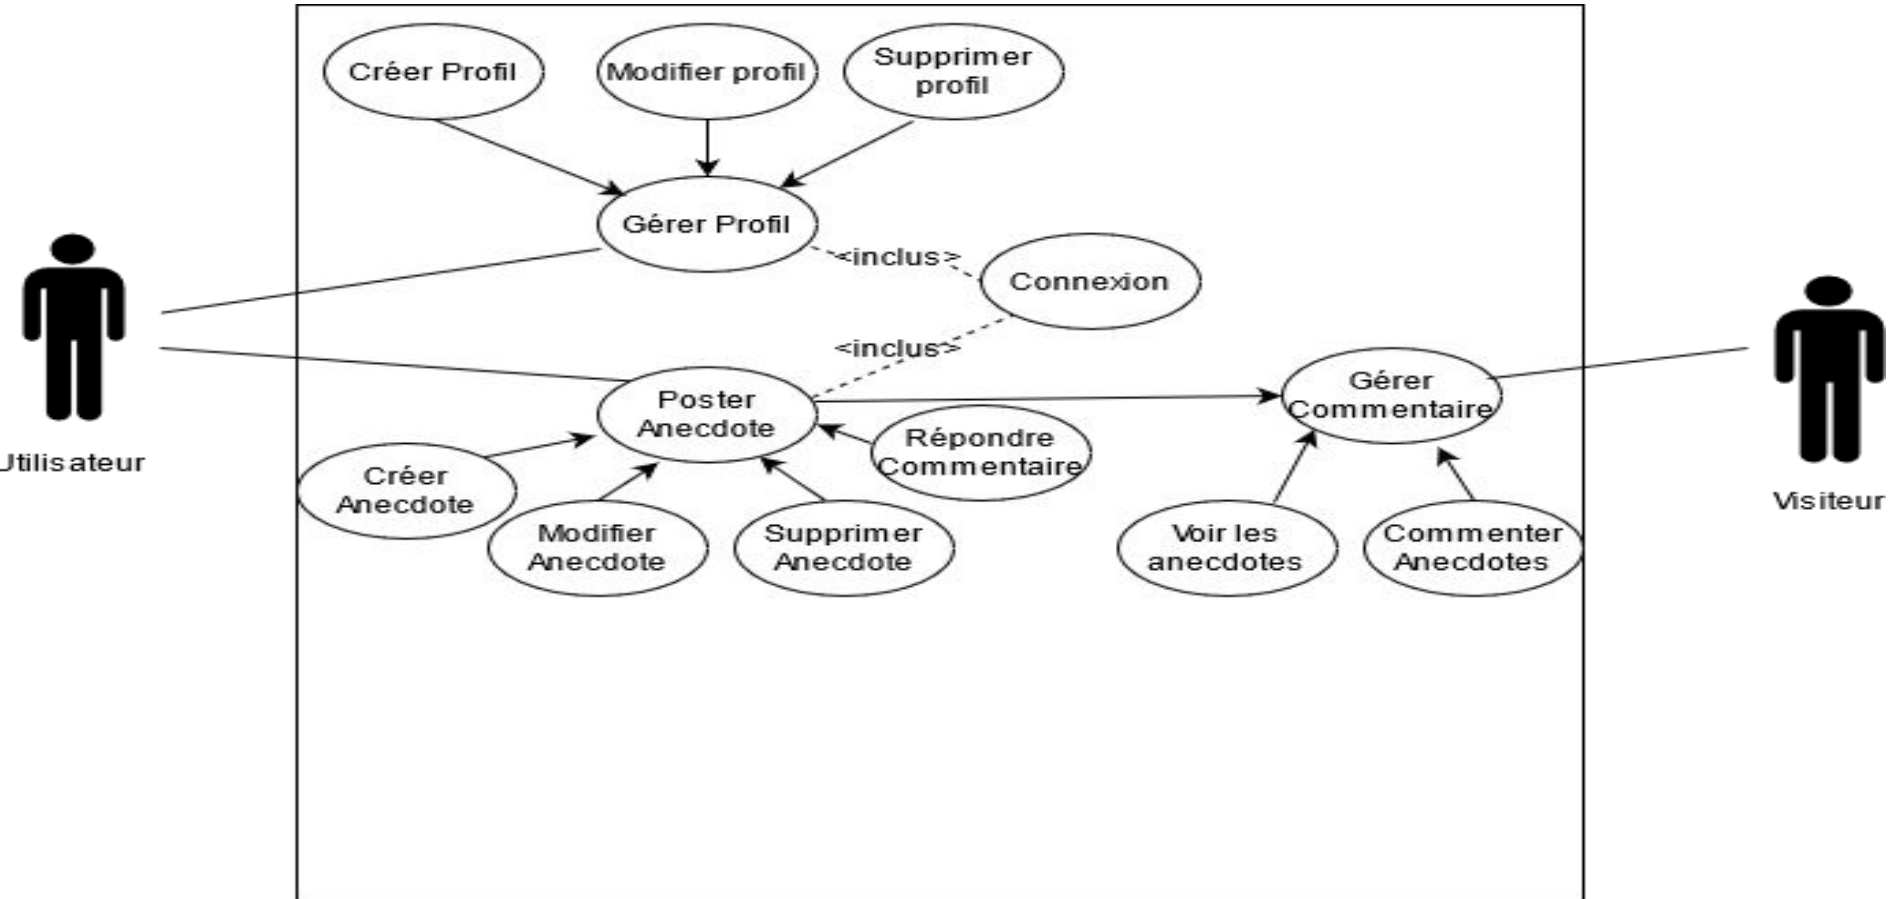 Créer Profil
Modifier profil
Supprimer
profil
Gérer Profil
<inclus>
Connexion
<inclus>
Poster
Anecdote
Gérer
Commentaire
Répondre
Commentaire
Utilisateur
Créer
Anecdote
Modifier
Anecdote
Supprimer
Anecdote
Voir les
anecdotes
Commenter
Anecdotes
Visiteur